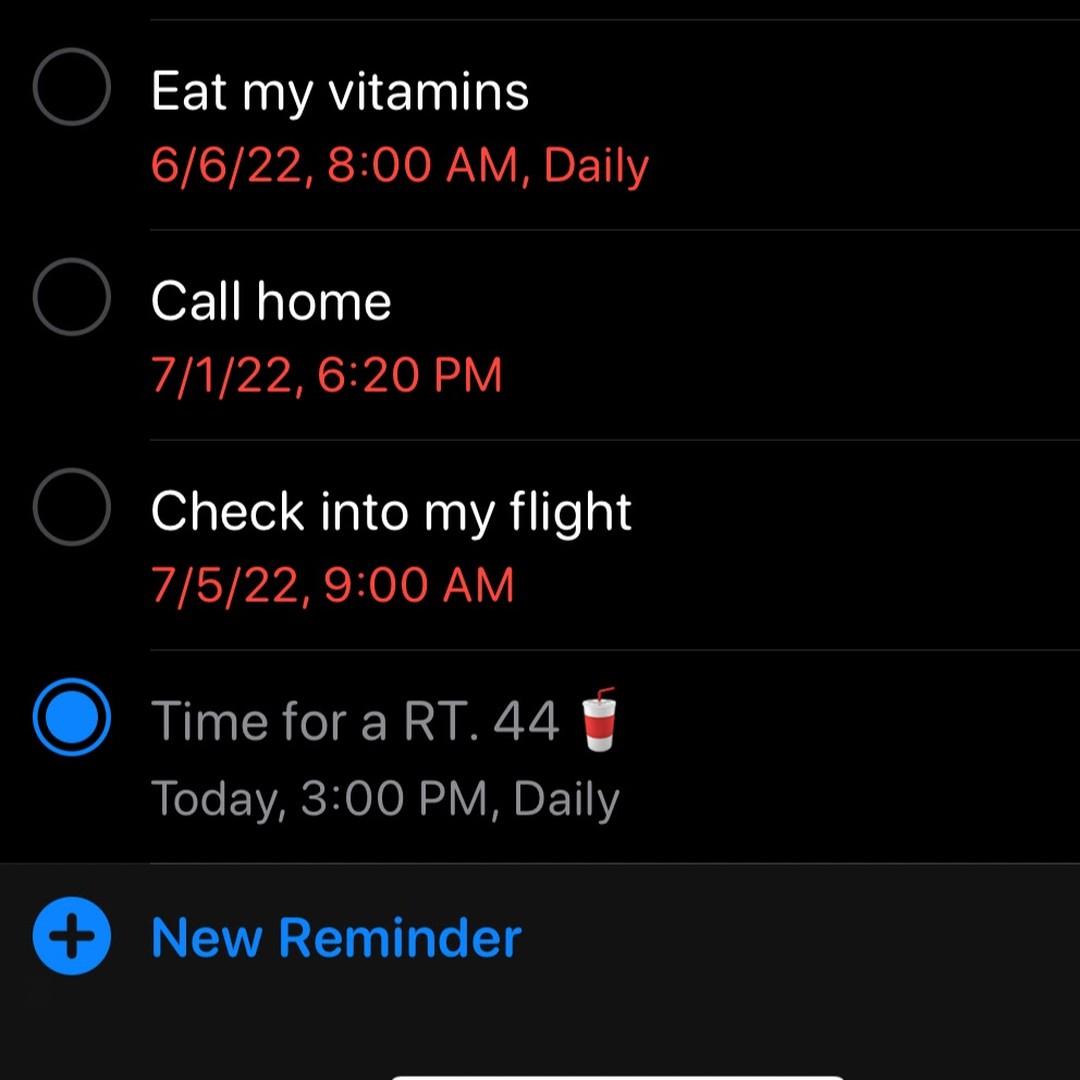 Eat my vitamins
6/6/22, 8:00 AM, Daily
Call home
7/1/22, 6:20 PM
Check into my flight
7/5/22, 9:00 AM
Time for a RT. 44 🥤
Today, 3:00 PM, Daily
New Reminder